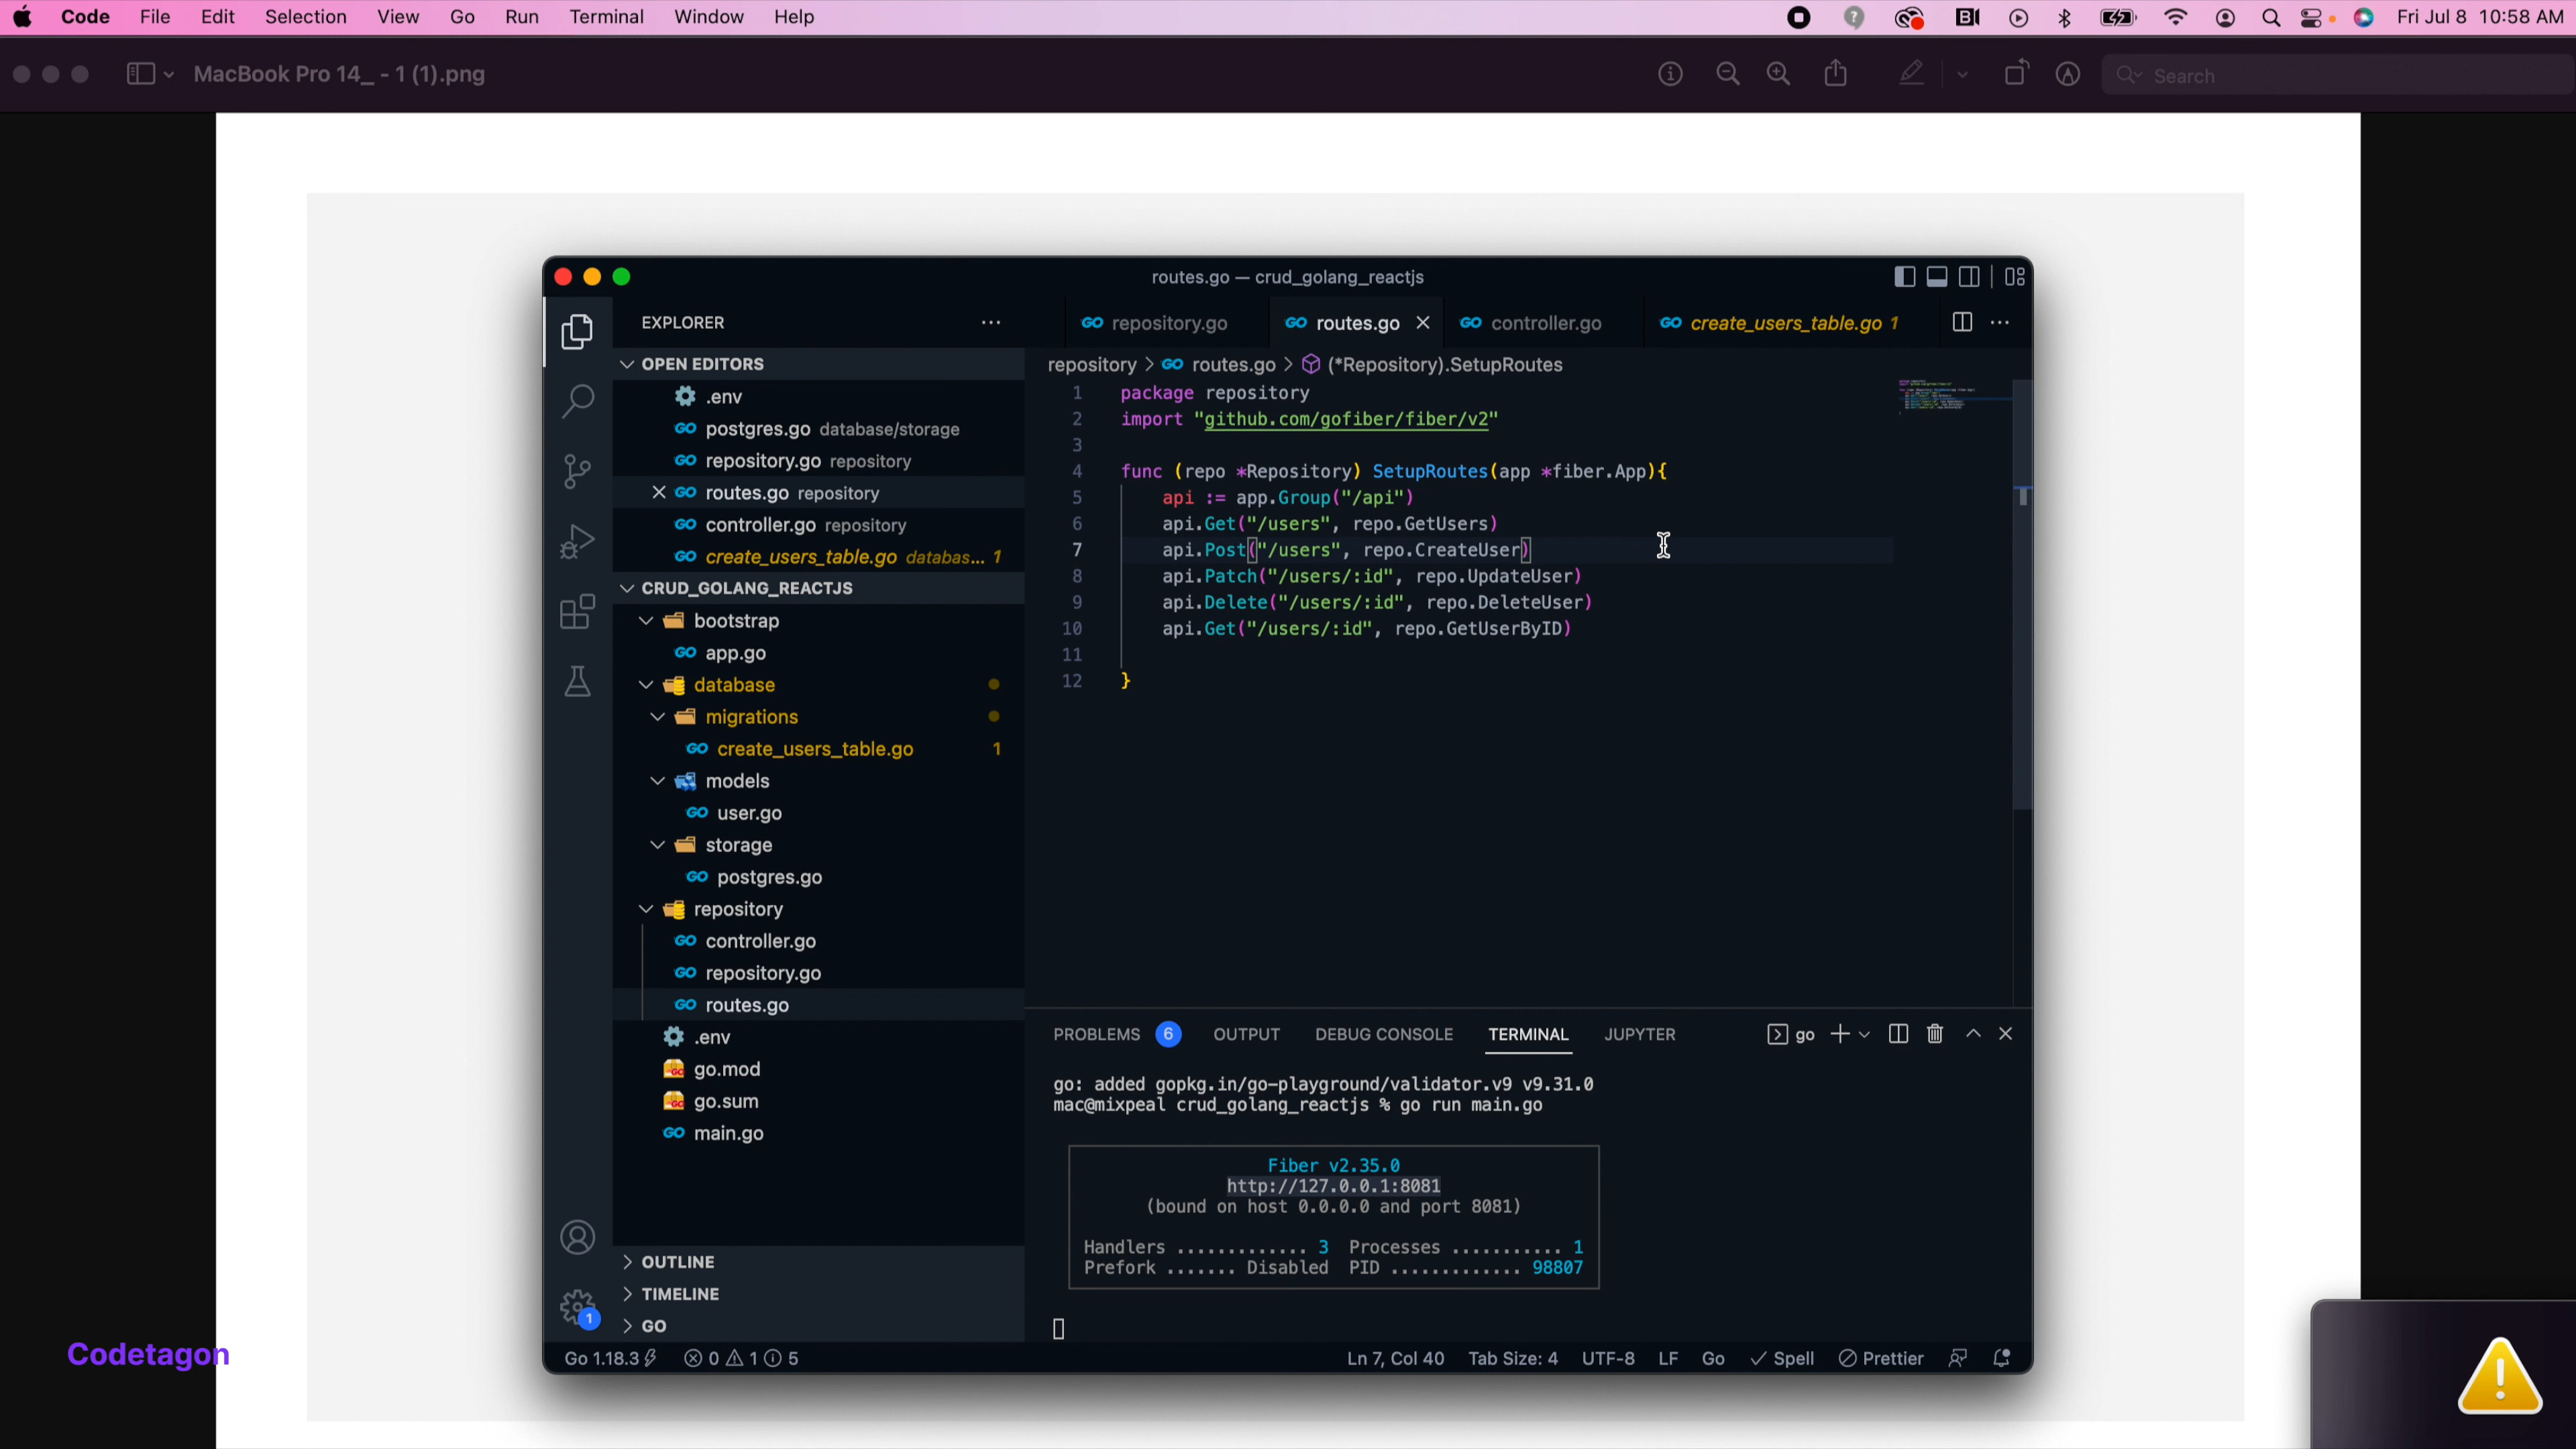 Code File Edit Selection View Go Run Terminal Window Help Fri Jul 8 10:58 AM
MacBook Pro 14_ - 1 (1).png
Search
routes.go — crud_golang_reactjs
EXPLORER
repository.go routes.go controller.go create_users_table.go 1
OPEN EDITORS
.env
postgres.go database/storage
repository.go repository
routes.go repository
controller.go repository
create_users_table.go databas... 1
CRUD_GOLANG_REACTJS
bootstrap
app.go
database
migrations
create_users_table.go 1
models
user.go
storage
postgres.go
repository
controller.go
repository.go
routes.go
.env
go.mod
go.sum
main.go
OUTLINE
TIMELINE
GO
repository > routes.go > (*Repository).SetupRoutes
1 package repository
2 import "github.com/gofiber/fiber/v2"
3
4 func (repo *Repository) SetupRoutes(app *fiber.App){
5 api := app.Group("/api")
6 api.Get("/users", repo.GetUsers)
7 api.Post("/users", repo.CreateUser)
8 api.Patch("/users/:id", repo.UpdateUser)
9 api.Delete("/users/:id", repo.DeleteUser)
10 api.Get("/users/:id", repo.GetUserByID)
11
12 }
PROBLEMS 6 OUTPUT DEBUG CONSOLE TERMINAL JUPYTER go
go: added gopkg.in/go-playground/validator.v9 v9.31.0
mac@mixpeal crud_golang_reactjs % go run main.go
Fiber v2.35.0
http://127.0.0.1:8081
(bound on host 0.0.0.0 and port 8081)
Handlers ............. 3 Processes ........... 1
Prefork ....... Disabled PID ............. 98807
1
Go 1.18.3 0 1 5 Ln 7, Col 40 Tab Size: 4 UTF-8 LF Go Spell Prettier
Codetagon